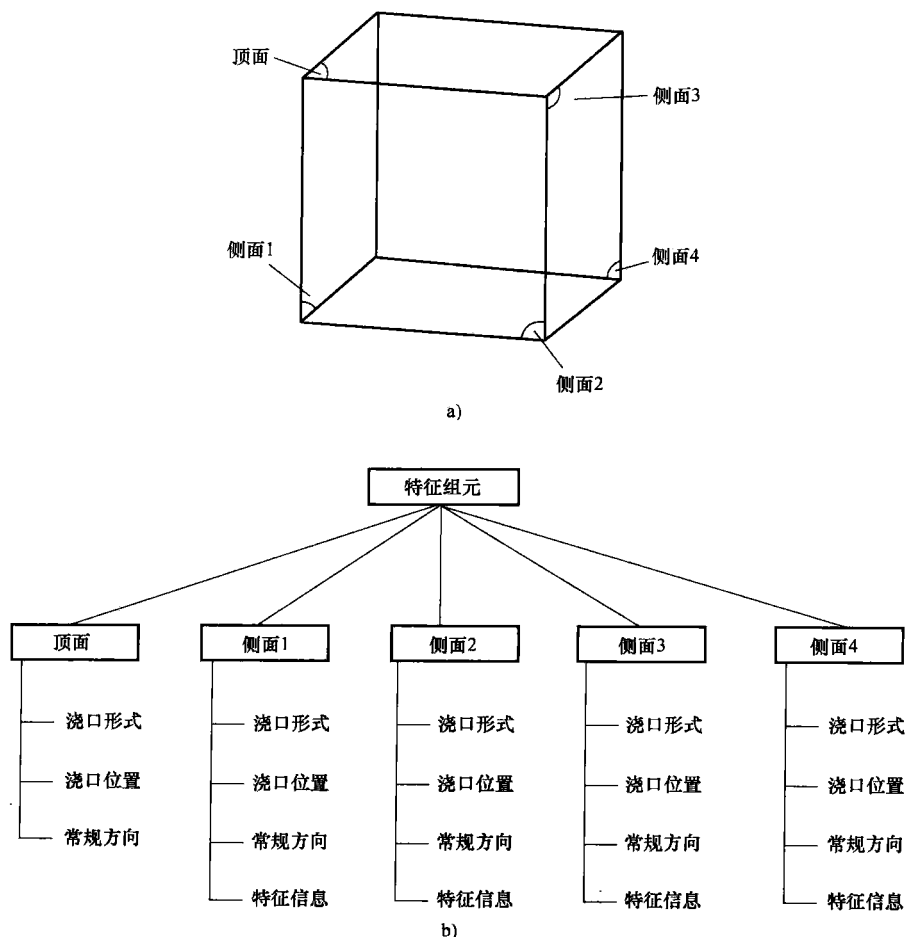 顶面
侧面3
侧面1
侧面4
侧面2
a)
特征组元
顶面
侧面1
侧面2
侧面3
侧面4
浇口形式
浇口形式
浇口形式
浇口形式
浇口形式
浇口位置
浇口位置
浇口位置
浇口位置
浇口位置
常规方向
常规方向
常规方向
常规方向
常规方向
特征信息
特征信息
特征信息
特征信息
b)